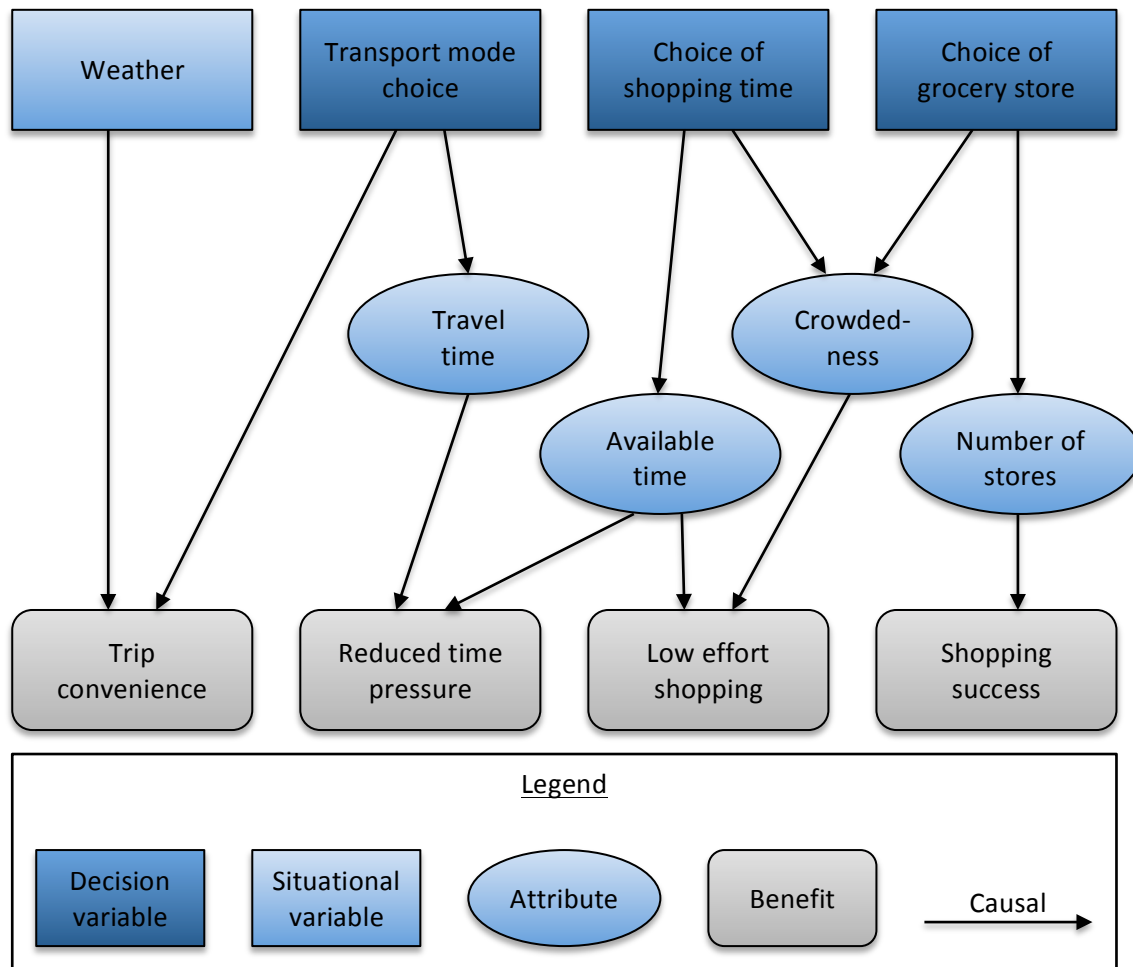 Weather
Transport mode
choice
Choice of
shopping time
Choice of
grocery store
Travel
time
Crowded-
ness
Available
time
Number of
stores
Trip
convenience
Reduced time
pressure
Low effort
shopping
Shopping
success
Legend
Decision
variable
Situational
variable
Attribute
Benefit
Causal